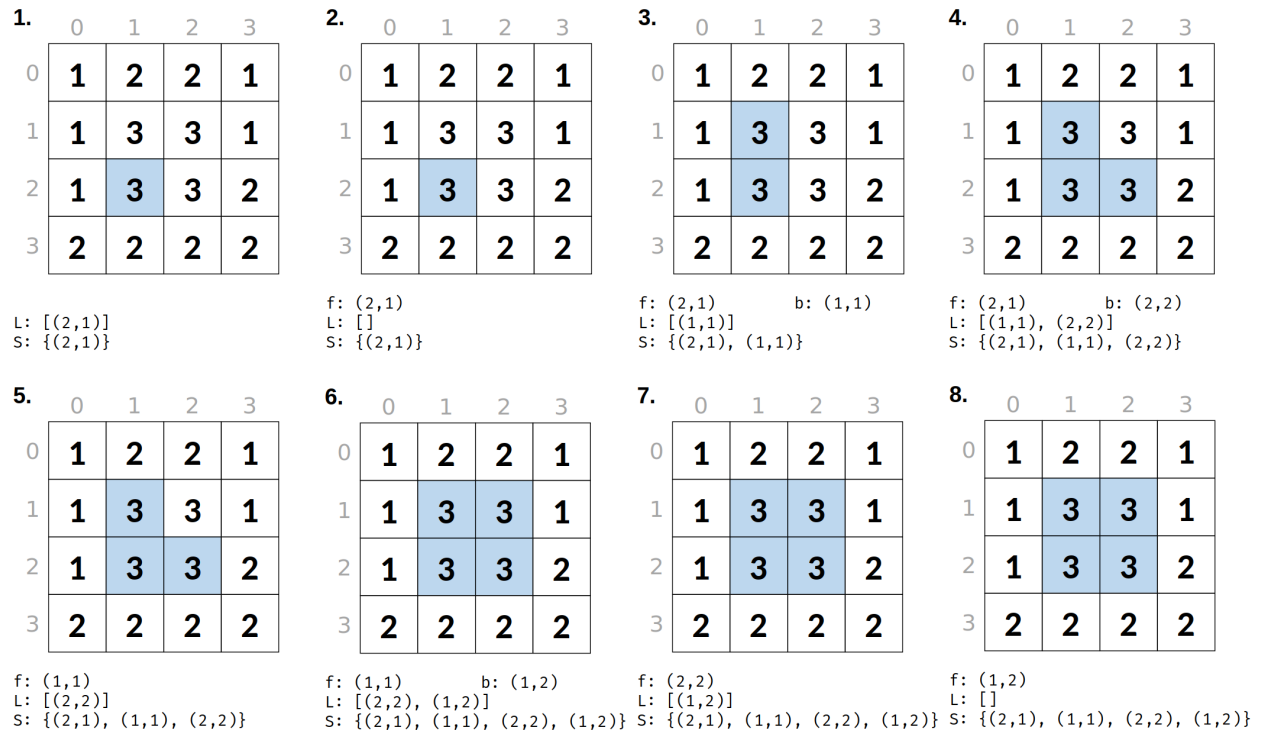 1. 2. 3. 4.
0 1 2 3 0 1 2 3 0 1 2 3 0 1 2 3
0 1 2 2 1 0 1 2 2 1 0 1 2 2 1 0 1 2 2 1
1 1 3 3 1 1 1 3 3 1 1 1 3 3 1 1 1 3 3 1
2 1 3 3 2 2 1 3 3 2 2 1 3 3 2 2 1 3 3 2
3 2 2 2 2 3 2 2 2 2 3 2 2 2 2 3 2 2 2 2
f: (2,1) f: (2,1) b: (1,1) f: (2,1) b: (2,2)
L: [(2,1)] L: [] L: [(1,1)] L: [(1,1), (2,2)]
S: {(2,1)} S: {(2,1)} S: {(2,1), (1,1)} S: {(2,1), (1,1), (2,2)}
5. 6. 7. 8.
0 1 2 3 0 1 2 3 0 1 2 3 0 1 2 3
0 1 2 2 1 0 1 2 2 1 0 1 2 2 1 0 1 2 2 1
1 1 3 3 1 1 1 3 3 1 1 1 3 3 1 1 1 3 3 1
2 1 3 3 2 2 1 3 3 2 2 1 3 3 2 2 1 3 3 2
3 2 2 2 2 3 2 2 2 2 3 2 2 2 2 3 2 2 2 2
f: (1,1) f: (1,1) b: (1,2) f: (2,2) f: (1,2)
L: [(2,2)] L: [(2,2), (1,2)] L: [(1,2)] L: []
S: {(2,1), (1,1), (2,2)} S: {(2,1), (1,1), (2,2), (1,2)} S: {(2,1), (1,1), (2,2), (1,2)} S: {(2,1), (1,1), (2,2), (1,2)}